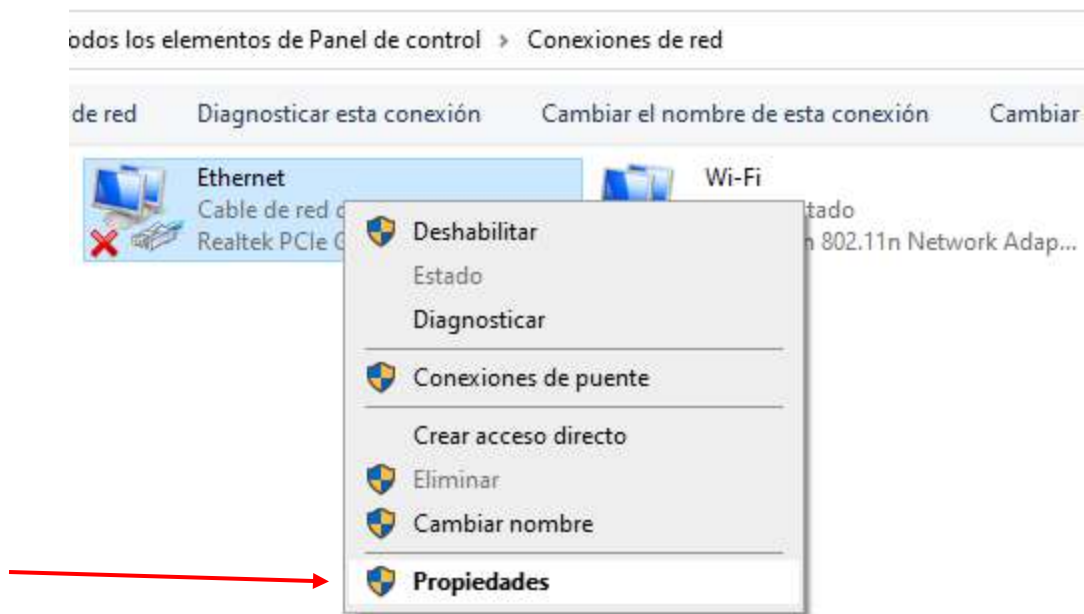 odos los elementos de Panel de control > Conexiones de red
de red Diagnosticar esta conexión Cambiar el nombre de esta conexión Cambiar
Ethernet Wi-Fi
Cable de red tado
Realtek PCIe 802.11n Network Adap...
Deshabilitar
Estado
Diagnosticar
Conexiones de puente
Crear acceso directo
Eliminar
Cambiar nombre
Propiedades